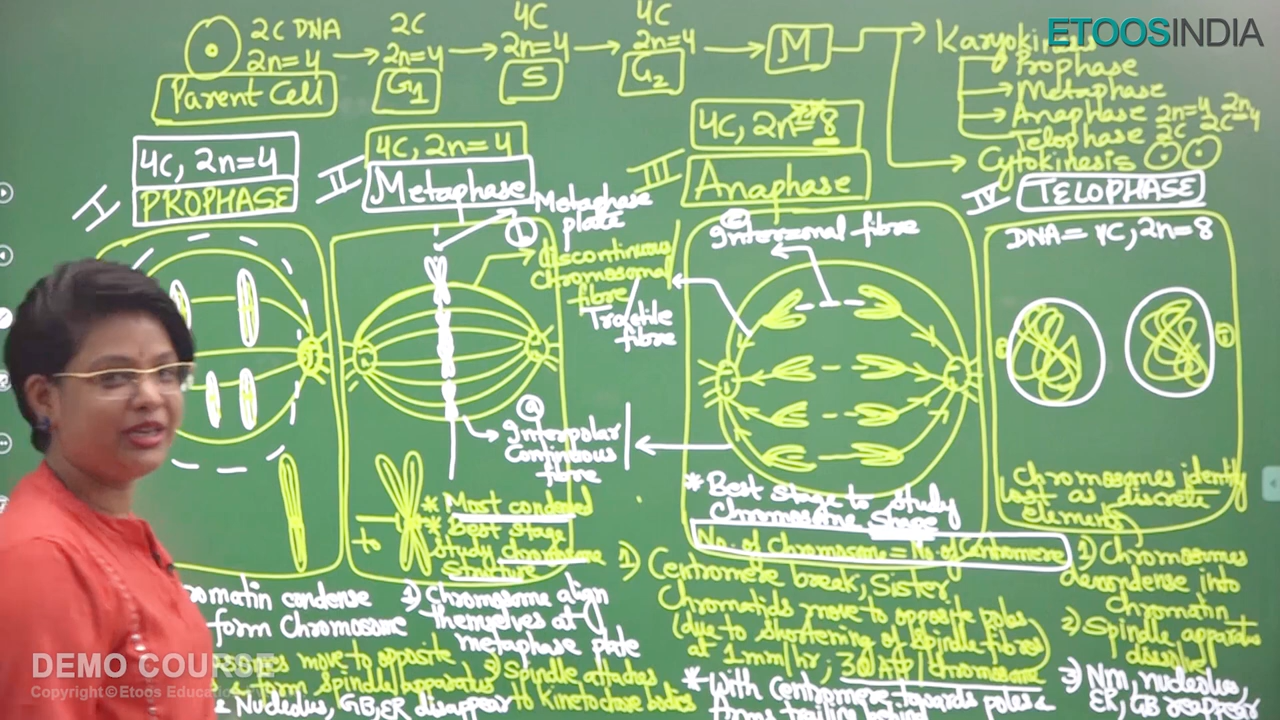 ETOOSINDIA
2C DNA
2n=4
Parent Cell
2C
2n=4
G1
4C
2n=4
S
4C
2n=4
G2
M
Karyokinesis
Prophase
Metaphase
Anaphase 2n=4
Telophase 2C
2n
2C=4
Cytokinesis
I
4C, 2n=4
PROPHASE
II
4C, 2n=4
Metaphase
Metaphase
plate
discontinuous
chromosomal
fibre
Tractile
fibre
Interpolar
Continuous
fibre
* Most condensed
* Best stage
to study chromosome
structure
III
4C, 2n=8
Anaphase
Interzonal fibre
* Best stage to study
Chromosome shape
No. of Chromosome = No. of Centromere
IV
TELOPHASE
DNA = 4C, 2n=8
Chromosomes identity
lost as discrete
elements
omatin condense
form Chromosome
move to opposite
form spindle apparatus
Nucleolus, GB, ER disappear
1) Chromosome align
themselves at
metaphase plate
2) Spindle attaches
to kinetochore bodies
1) Centromere break, Sister
Chromatids move to opposite poles
(due to shortening of spindle fibres)
at 1mm/hr; 30 ATP/chromosome
* With Centromere towards poles &
arms trailing behind
1) Chromosomes
decondense into
Chromatin
2) Spindle apparatus
dissolve
3) Nm, nucleolus,
ER, GB reappear
DEMO COURSE
Copyright © Etoos Education